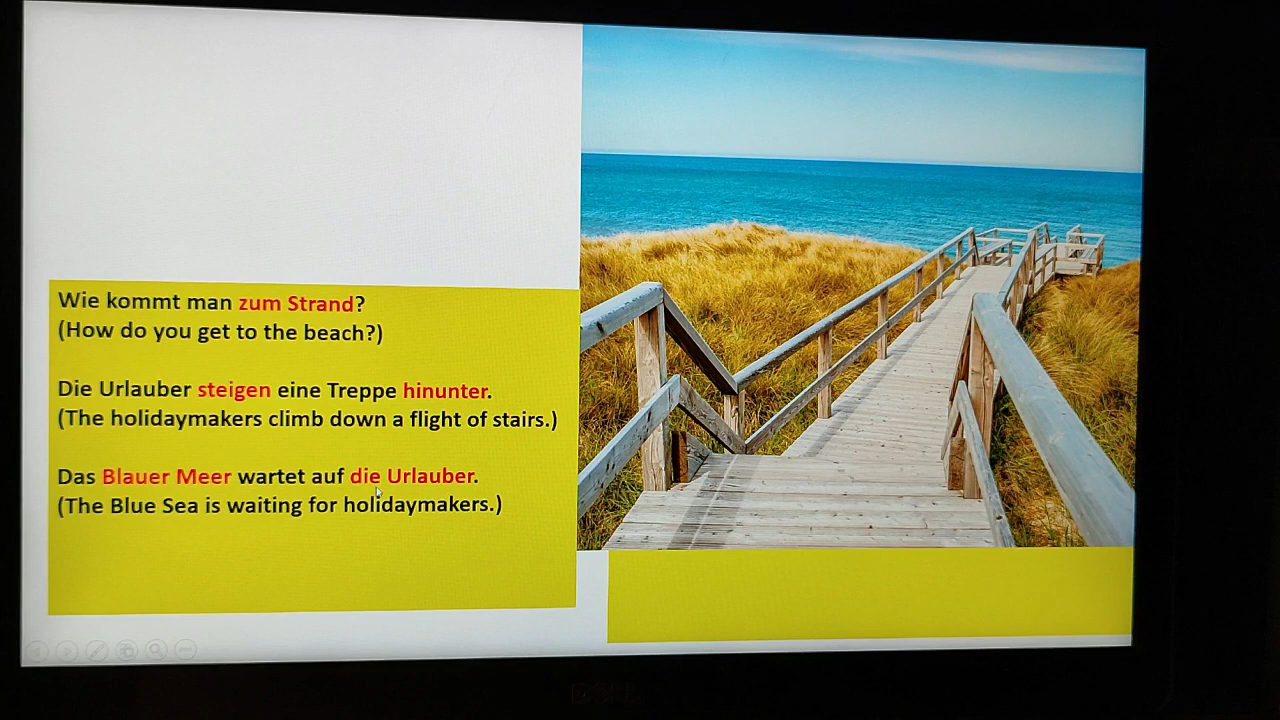 Wie kommt man zum Strand?
(How do you get to the beach?)
Die Urlauber steigen eine Treppe hinunter.
(The holidaymakers climb down a flight of stairs.)
Das Blauer Meer wartet auf die Urlauber.
(The Blue Sea is waiting for holidaymakers.)
DELL